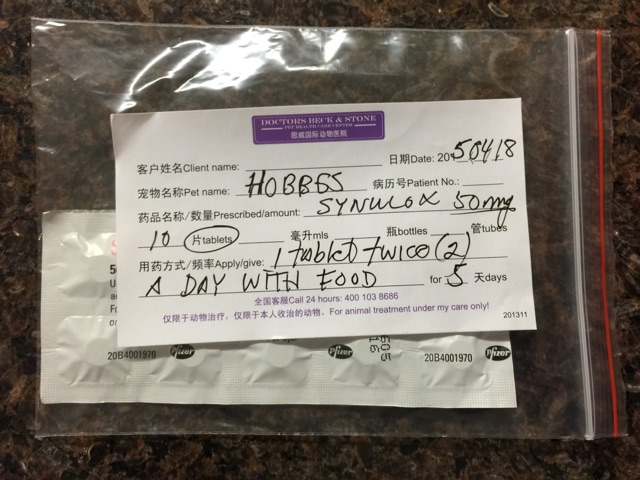 DOCTORS BECK & STONE
PET HEALTH CARE CENTER
恩威国际动物医院
客户姓名Client name: 日期Date: 20150418
宠物名称Pet name: HOBBES 病历号Patient No.:
药品名称/数量Prescribed/amount: SYNULOX 50mg
10 片tablets 毫升mls 瓶bottles 管tubes
用药方式/频率Apply/give: 1 tablet twice (2)
A DAY WITH FOOD for 5 天days
全国客服Call 24 hours: 400 103 8686
仅限于动物治疗，仅限于本人收治的动物。For animal treatment under my care only!
201311
20B4001970 Pfizer Pfizer 20B4001970 Pfizer